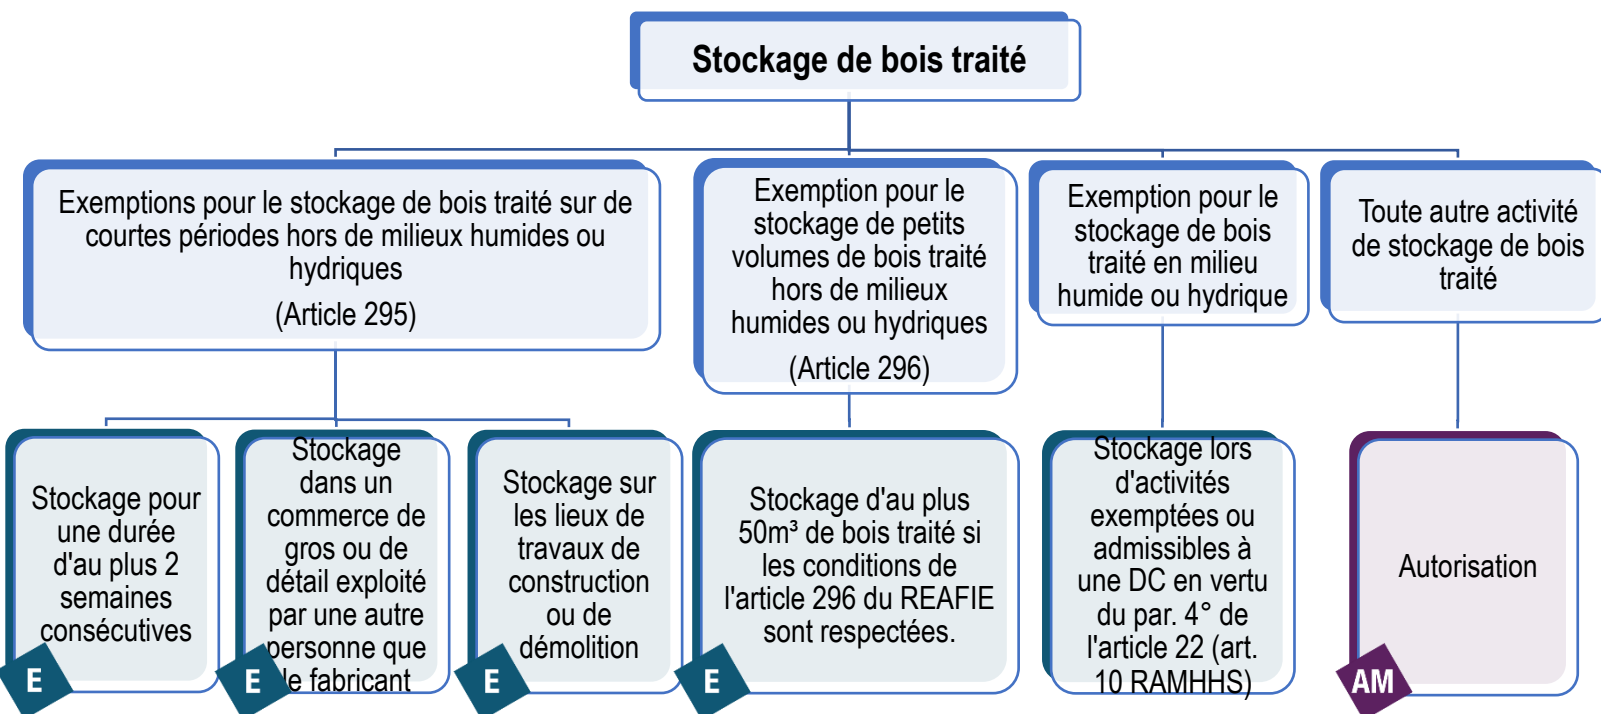 Stockage de bois traité
Exemptions pour le stockage de bois traité sur de
courtes périodes hors de milieux humides ou
hydriques
(Article 295)
Exemption pour le
stockage de petits
volumes de bois traité
hors de milieux
humides ou hydriques
(Article 296)
Exemption pour le
stockage de bois
traité en milieu
humide ou hydrique
Toute autre activité
de stockage de bois
traité
Stockage pour
une durée
d'au plus 2
semaines
consécutives
E
Stockage
dans un
commerce de
gros ou de
détail exploité
par une autre
personne que
le fabricant
E
Stockage sur
les lieux de
travaux de
construction
ou de
démolition
E
Stockage d'au plus
50m³ de bois traité si
les conditions de
l'article 296 du REAFIE
sont respectées.
E
Stockage lors
d'activités
exemptées ou
admissibles à
une DC en vertu
du par. 4° de
l'article 22 (art.
10 RAMHHS)
Autorisation
AM